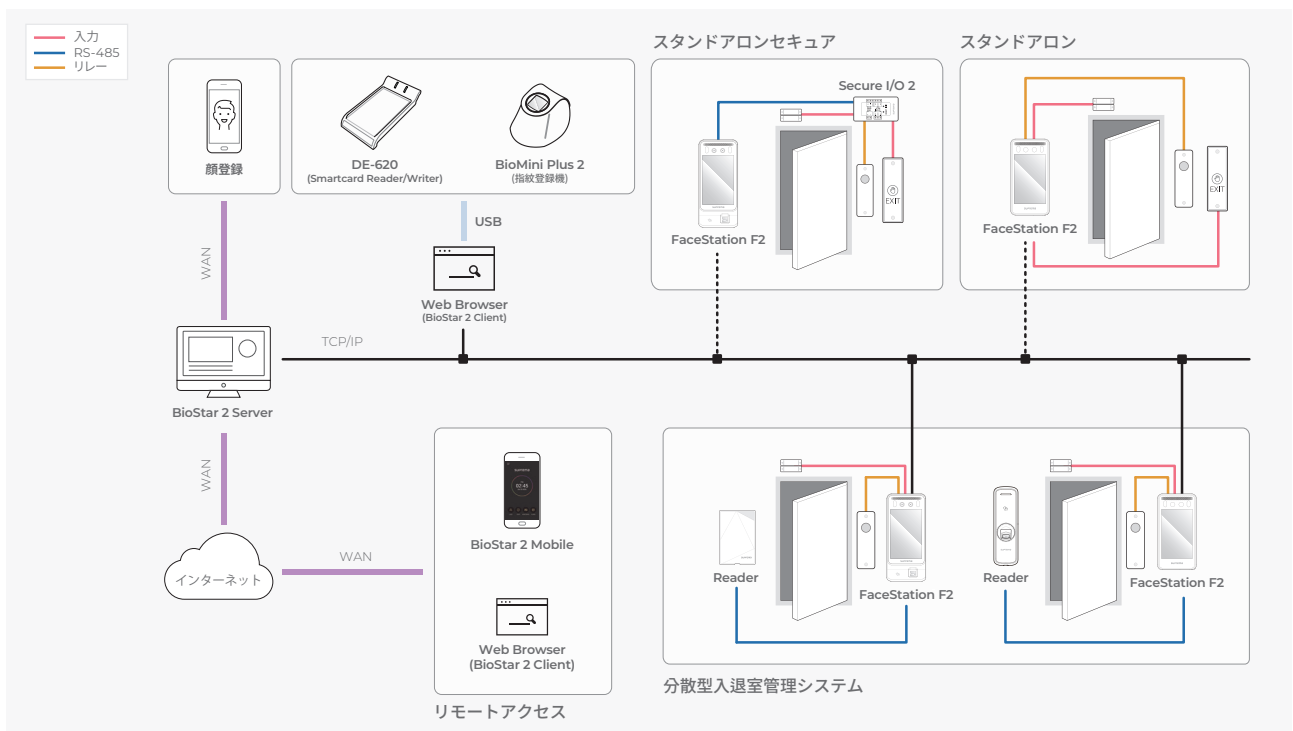 入力
RS-485
リレー
顔登録
DE-620
(Smartcard Reader/Writer)
BioMini Plus 2
(指紋登録機)
USB
WAN
Web Browser
(BioStar 2 Client)
TCP/IP
BioStar 2 Server
WAN
インターネット
WAN
BioStar 2 Mobile
02:45
Web Browser
(BioStar 2 Client)
リモートアクセス
スタンドアロンセキュア
Secure I/O 2
EXIT
FaceStation F2
スタンドアロン
EXIT
FaceStation F2
Reader
FaceStation F2
Reader
FaceStation F2
分散型入退室管理システム